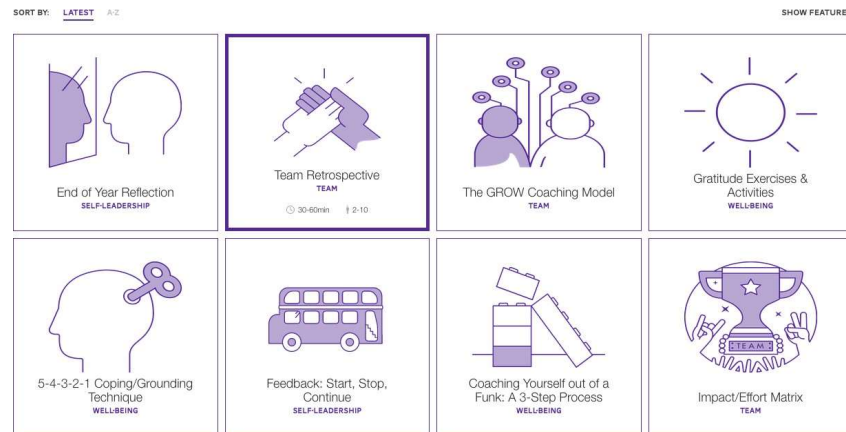 SORT BY: LATEST A-Z
SHOW FEATURE
End of Year Reflection
SELF-LEADERSHIP
Team Retrospective
TEAM
30-60min 2-10
The GROW Coaching Model
TEAM
Gratitude Exercises &
Activities
WELL-BEING
5-4-3-2-1 Coping/Grounding
Technique
WELL-BEING
Feedback: Start, Stop,
Continue
SELF-LEADERSHIP
Coaching Yourself out of a
Funk: A 3-Step Process
WELL-BEING
TEAM
Impact/Effort Matrix
TEAM